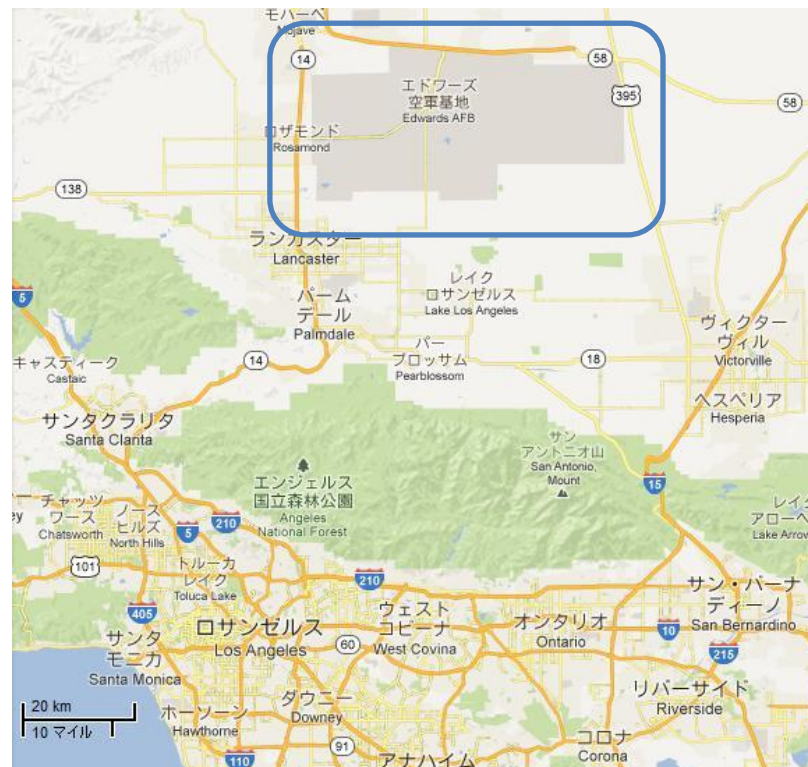 モハーベ
Mojave
14
58
エドワーズ
空軍基地
Edwards AFB
395
58
ロザモンド
Rosamond
138
ランカスター
Lancaster
5
パーム
デール
Palmdale
レイク
ロサンゼルス
Lake Los Angeles
ヴィクター
ヴィル
Victorville
キャスティーク
Castaic
14
パー
ブロッサム
Pearblossom
18
ヘスペリア
Hesperia
サンタクラリタ
Santa Clarita
サン
アントニオ山
San Antonio,
Mount
エンジェルス
国立森林公園
Angeles
National Forest
15
チャッツ
ワース
Chatsworth
ノース
ヒルズ
North Hills
5
210
レイ
アローヘ
Lake Arrow
101
トルーカ
レイク
Toluca Lake
210
405
ロサンゼルス
Los Angeles
ウェスト
コビーナ
West Covina
60
オンタリオ
Ontario
10
サン・バーナ
ディーノ
San Bernardino
215
サンタ
モニカ
Santa Monica
リバーサイド
Riverside
20 km
10 マイル
ホーソーン
Hawthorne
ダウニー
Downey
110
91
アナハイム
コロナ
Corona